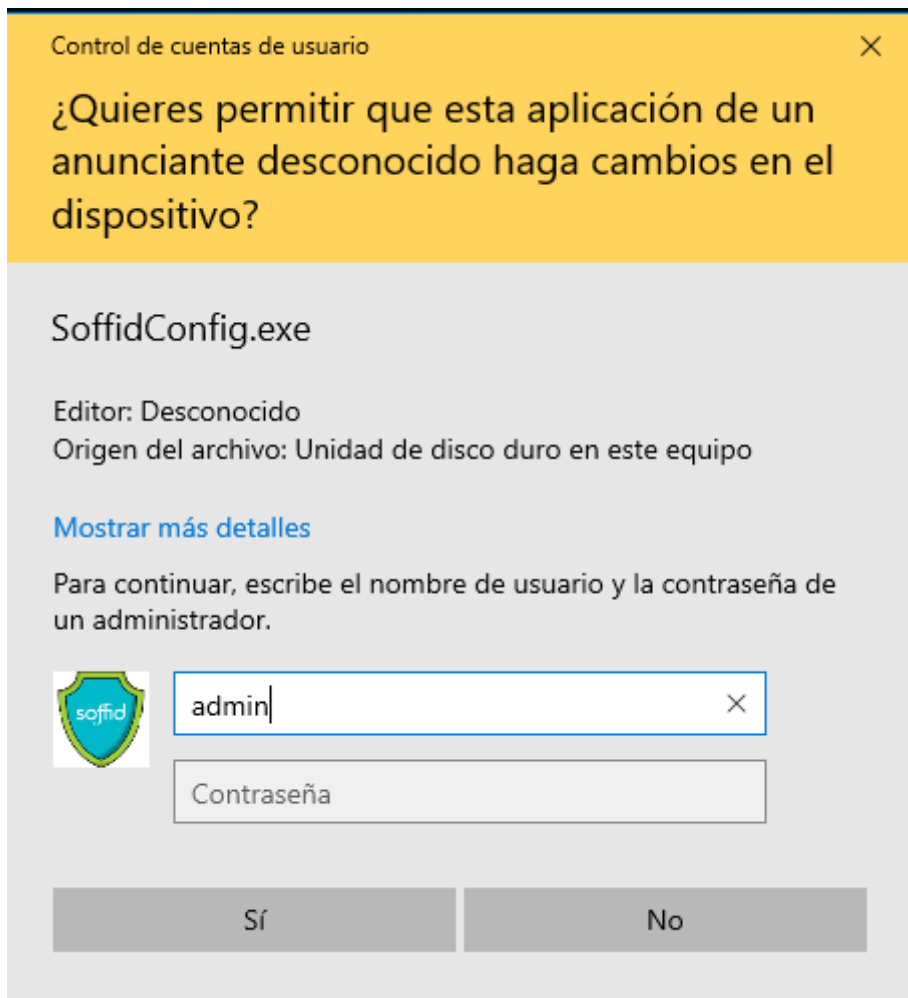 Control de cuentas de usuario
¿Quieres permitir que esta aplicación de un
anunciante desconocido haga cambios en el
dispositivo?
SoffidConfig.exe
Editor: Desconocido
Origen del archivo: Unidad de disco duro en este equipo
Mostrar más detalles
Para continuar, escribe el nombre de usuario y la contraseña de
un administrador.
soffid
admin
Contraseña
Sí
No